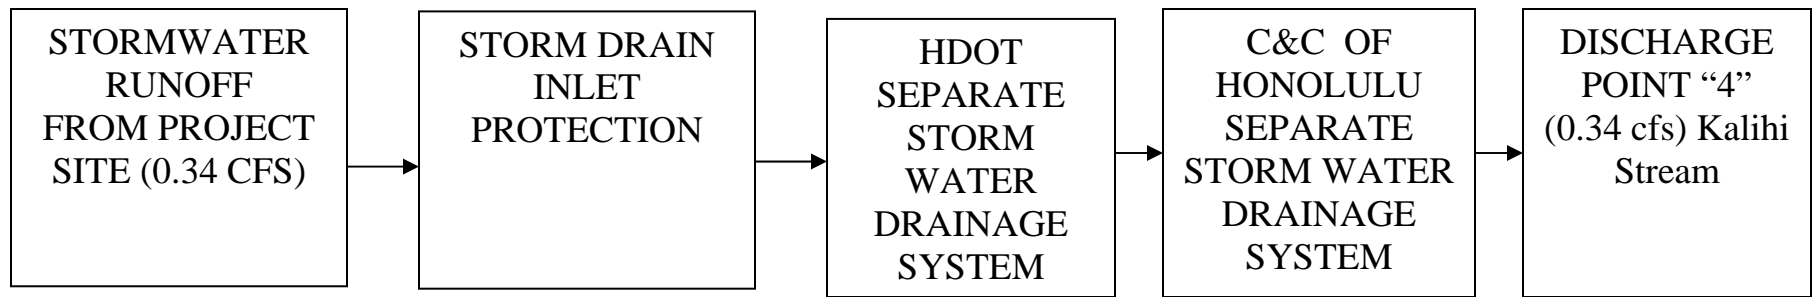 STORMWATER
RUNOFF
FROM PROJECT
SITE (0.34 CFS)
STORM DRAIN
INLET
PROTECTION
HDOT
SEPARATE
STORM
WATER
DRAINAGE
SYSTEM
C&C OF
HONOLULU
SEPARATE
STORM WATER
DRAINAGE
SYSTEM
DISCHARGE
POINT “4”
(0.34 cfs) Kalihi
Stream